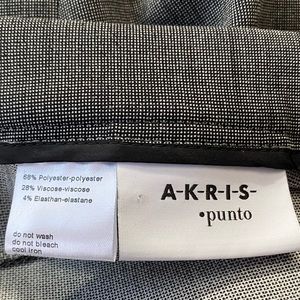 68% Polyester-polyester
28% Viscose-viscose
4% Elasthan-elastane
do not wash
do not bleach
cool iron
A-K-R-I-S-
•punto